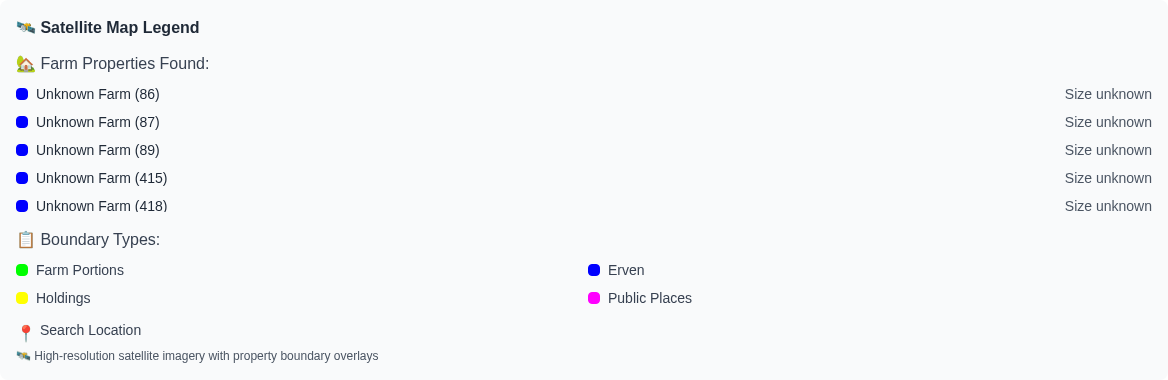 🛰️ Satellite Map Legend
🏡 Farm Properties Found:
Unknown Farm (86) Size unknown
Unknown Farm (87) Size unknown
Unknown Farm (89) Size unknown
Unknown Farm (415) Size unknown
Unknown Farm (418) Size unknown
📋 Boundary Types:
Farm Portions Erven
Holdings Public Places
📍 Search Location
🛰️ High-resolution satellite imagery with property boundary overlays